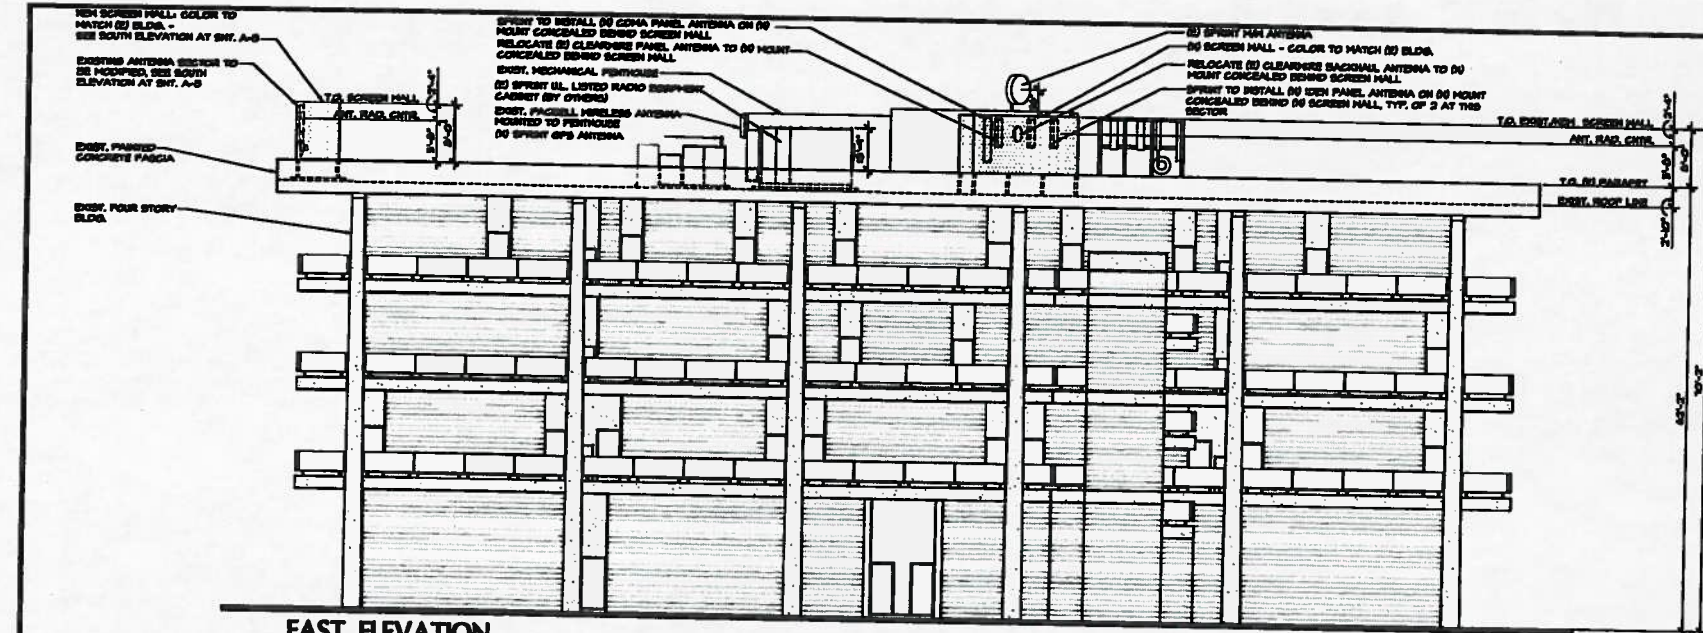 NEW SCREEN WALL: COLOR TO
MATCH (E) BLDG. -
SEE SOUTH ELEVATION AT SHT. A-5
EXISTING ANTENNA SECTOR TO
BE MODIFIED, SEE SOUTH
ELEVATION AT SHT. A-5
T.O. SCREEN WALL
ANT. RAD. CNTR.
EXIST. PAINTED
CONCRETE FASCIA
EXIST. FOUR STORY
BLDG.
SPRINT TO INSTALL (N) CDMA PANEL ANTENNA ON (N)
MOUNT CONCEALED BEHIND SCREEN WALL
RELOCATE (E) CLEARWIRE PANEL ANTENNA TO (N) MOUNT
CONCEALED BEHIND SCREEN WALL
EXIST. MECHANICAL PENTHOUSE
(E) SPRINT U.L. LISTED RADIO EQUIPMENT
CABINET (BY OTHERS)
EXIST. PAGENET WIRELESS ANTENNA
MOUNTED TO PENTHOUSE
(N) SPRINT GPS ANTENNA
(E) SPRINT MW ANTENNA
(N) SCREEN WALL - COLOR TO MATCH (E) BLDG.
RELOCATE (E) CLEARWIRE BACKHAUL ANTENNA TO (N)
MOUNT CONCEALED BEHIND SCREEN WALL
SPRINT TO INSTALL (N) IDEN PANEL ANTENNA ON (N) MOUNT
CONCEALED BEHIND (N) SCREEN WALL, TYP. OF 2 AT THIS
SECTOR
T.O. EXIST./NEW SCREEN WALL
ANT. RAD. CNTR.
T.O. (E) PARAPET
EXIST. ROOF LINE
EAST ELEVATION